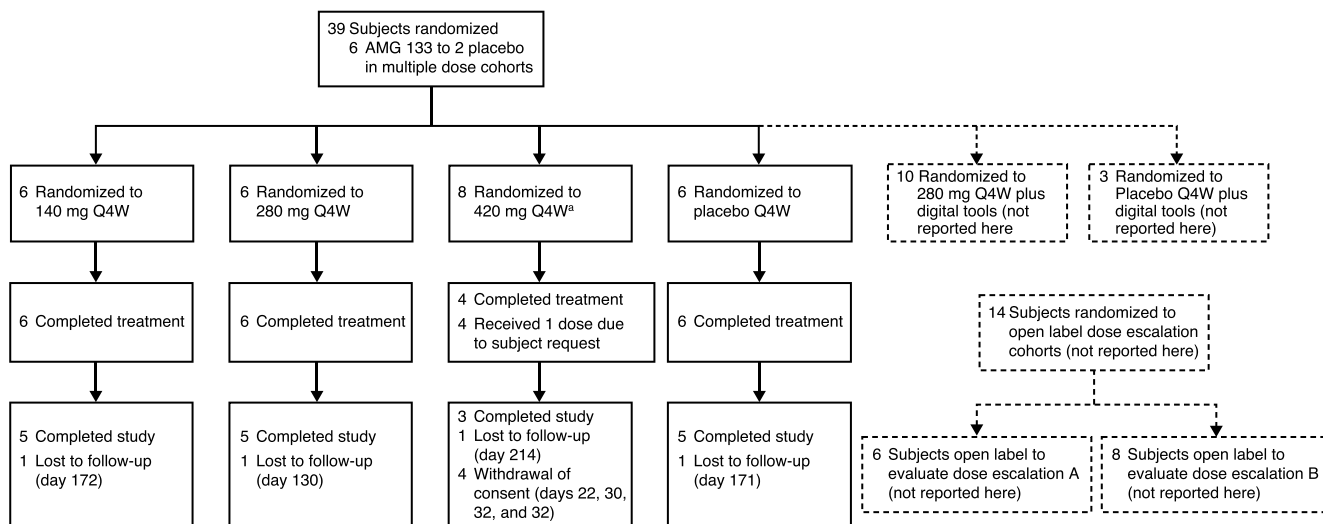 39 Subjects randomized
6 AMG 133 to 2 placebo
in multiple dose cohorts
6 Randomized to
140 mg Q4W
6 Randomized to
280 mg Q4W
8 Randomized to
420 mg Q4Wᵃ
6 Randomized to
placebo Q4W
10 Randomized to
280 mg Q4W plus
digital tools (not
reported here
3 Randomized to
Placebo Q4W plus
digital tools (not
reported here)
6 Completed treatment
6 Completed treatment
4 Completed treatment
4 Received 1 dose due
to subject request
6 Completed treatment
14 Subjects randomized to
open label dose escalation
cohorts (not reported here)
5 Completed study
1 Lost to follow-up
(day 172)
5 Completed study
1 Lost to follow-up
(day 130)
3 Completed study
1 Lost to follow-up
(day 214)
4 Withdrawal of
consent (days 22, 30,
32, and 32)
5 Completed study
1 Lost to follow-up
(day 171)
6 Subjects open label to
evaluate dose escalation A
(not reported here)
8 Subjects open label to
evaluate dose escalation B
(not reported here)